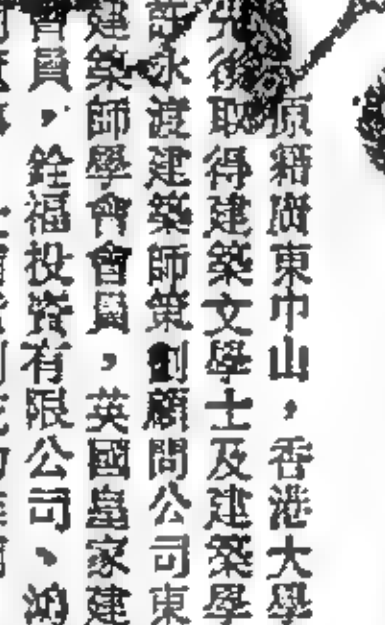 原籍廣東中山，香港大學
先後取得建築文學士及建築學
許永渡建築師策劃顧問公司東
建築師學會會員，英國皇家建
會員，銓福投資有限公司、鴻